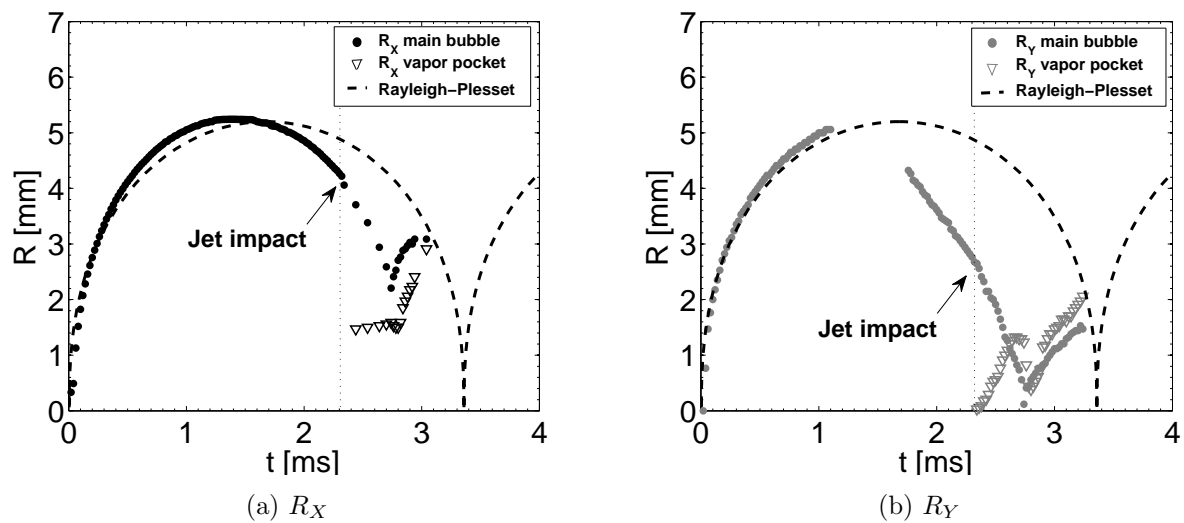 7
6
5
4
3
2
1
0
R [mm]
R_X main bubble
R_X vapor pocket
Rayleigh−Plesset
Jet impact
0 1 2 3 4
t [ms]
(a) R_X
7
6
5
4
3
2
1
0
R [mm]
R_Y main bubble
R_Y vapor pocket
Rayleigh−Plesset
Jet impact
0 1 2 3 4
t [ms]
(b) R_Y